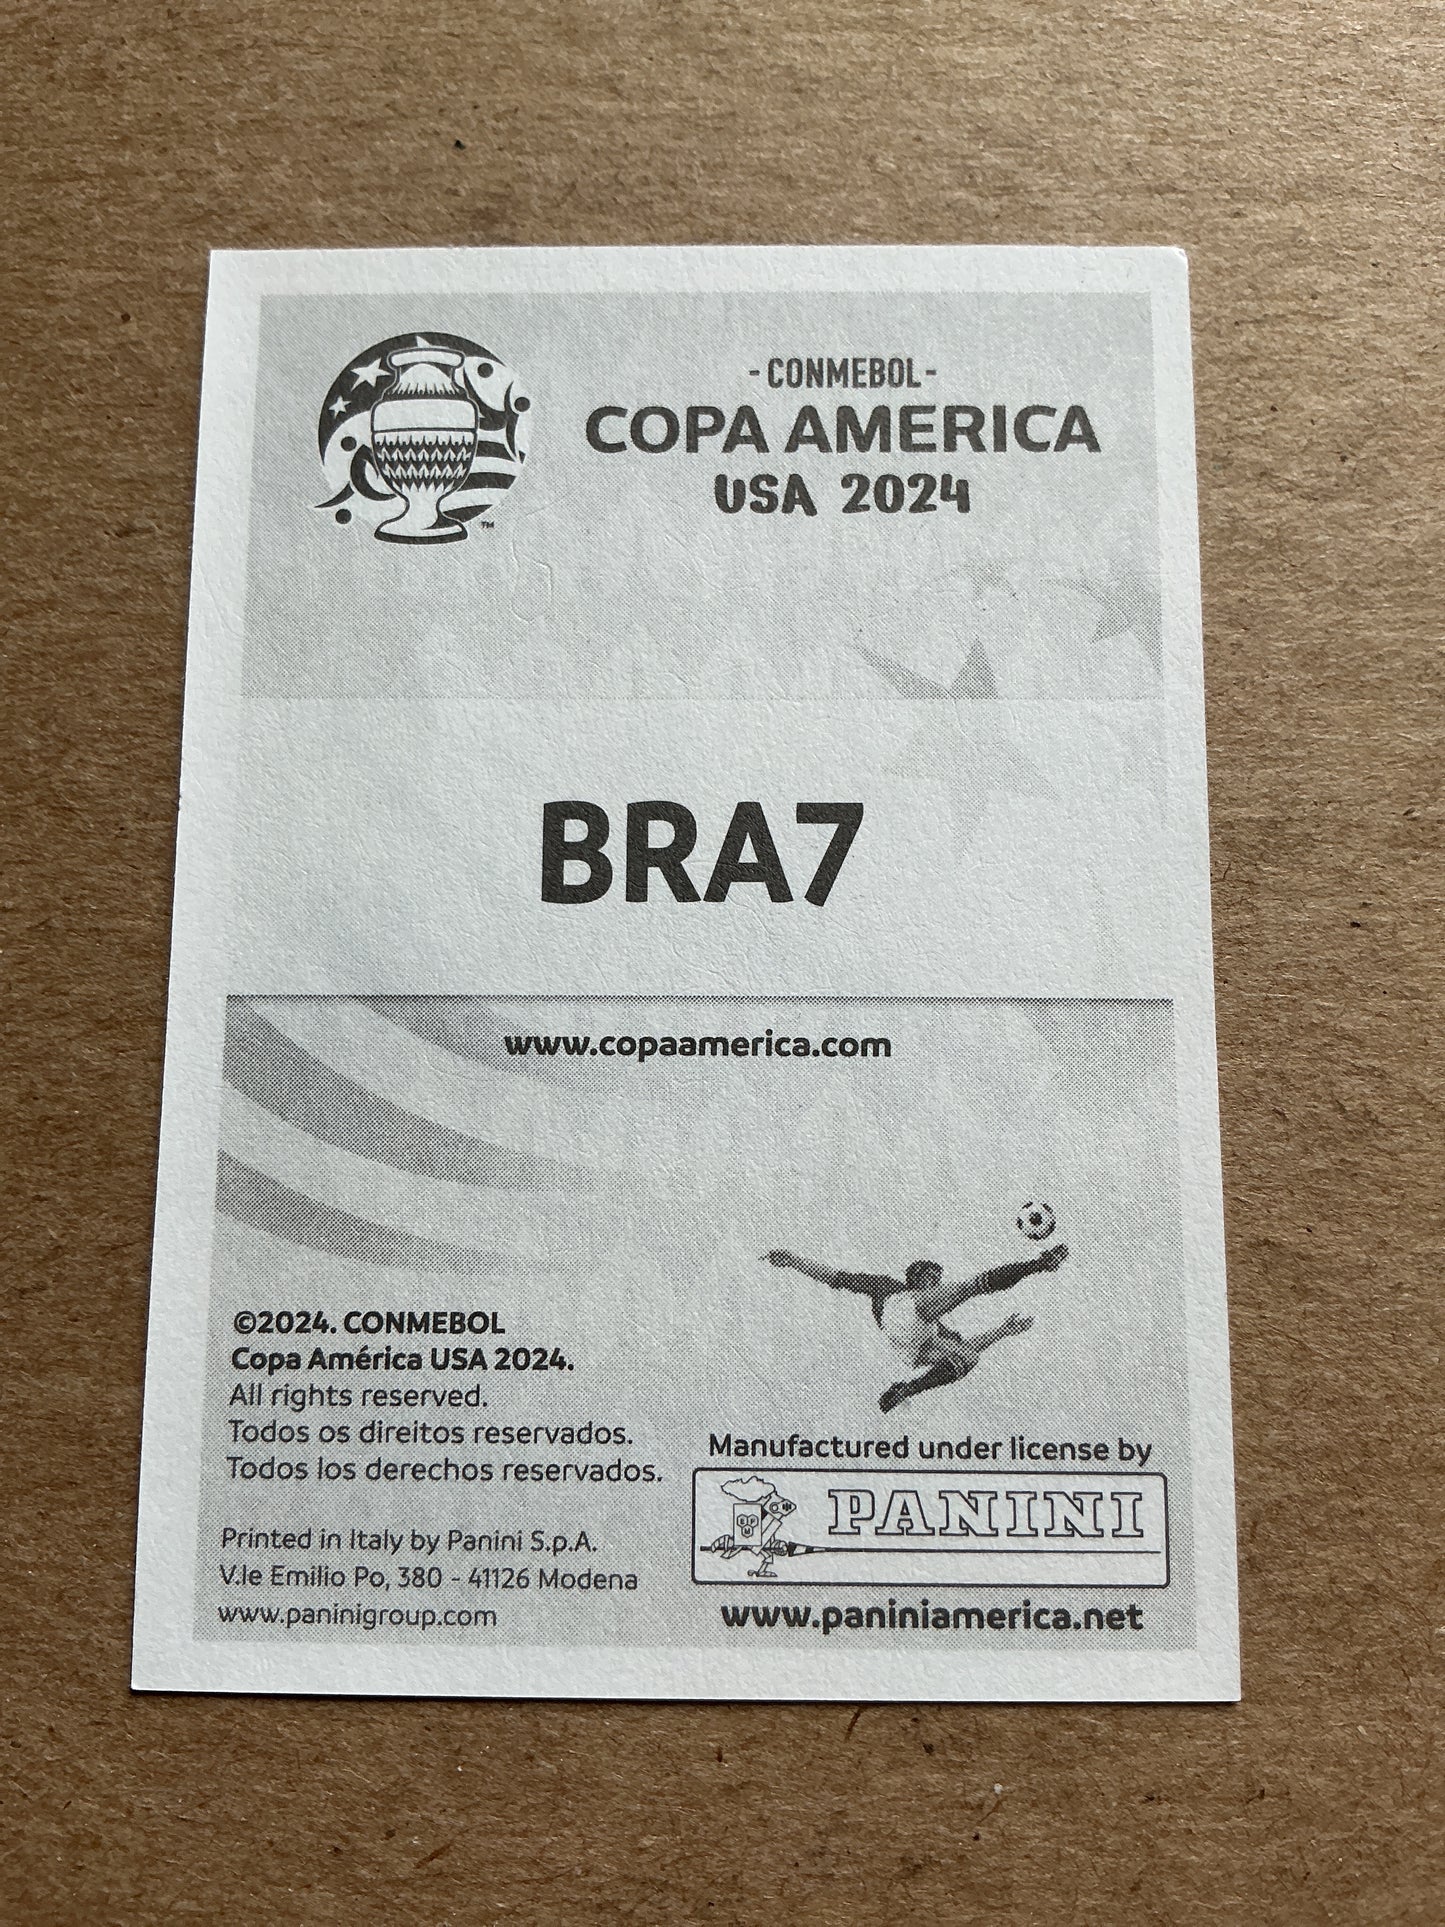 -CONMEBOL-
COPA AMERICA
USA 2024
TM
BRA7
www.copaamerica.com
©2024. CONMEBOL
Copa América USA 2024.
All rights reserved.
Todos os direitos reservados.
Todos los derechos reservados.
Printed in Italy by Panini S.p.A.
V.le Emilio Po, 380 - 41126 Modena
www.paninigroup.com
Manufactured under license by
PANINI
www.paniniamerica.net